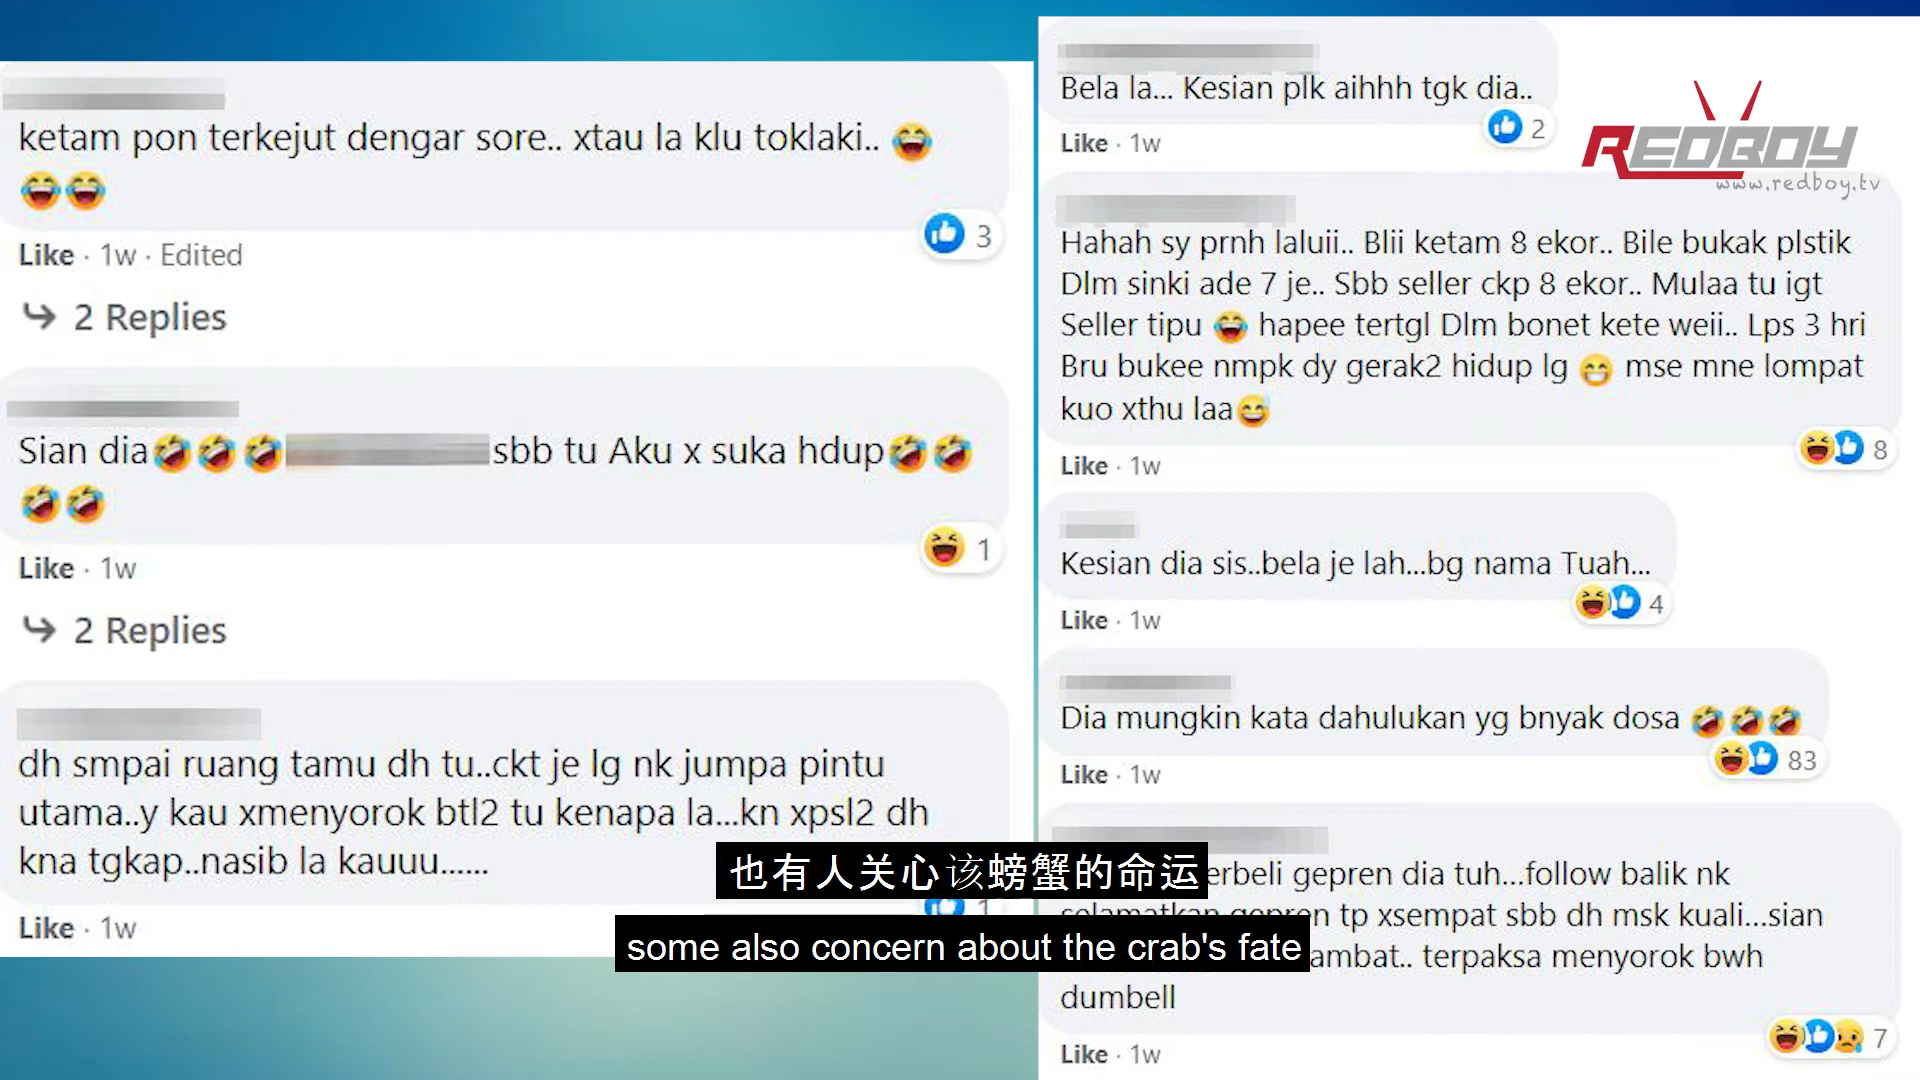 ketam pon terkejut dengar sore.. xtau la klu toklaki.. 😂
😂😂
3
Like · 1w · Edited
2 Replies
Sian dia🤣🤣🤣 sbb tu Aku x suka hdup🤣🤣
🤣🤣
1
Like · 1w
2 Replies
dh smpai ruang tamu dh tu..ckt je lg nk jumpa pintu
utama..y kau xmenyorok btl2 tu kenapa la...kn xpsl2 dh
kna tgkap..nasib la kauuu......
1
Like · 1w
Bela la... Kesian plk aihhh tgk dia..
2
Like · 1w
REDBOY
www.redboy.tv
Hahah sy prnh laluii.. Blii ketam 8 ekor.. Bile bukak plstik
Dlm sinki ade 7 je.. Sbb seller ckp 8 ekor.. Mulaa tu igt
Seller tipu 😂 hapee tertgl Dlm bonet kete weii.. Lps 3 hri
Bru bukee nmpk dy gerak2 hidup lg 😁 mse mne lompat
kuo xthu laa😅
8
Like · 1w
Kesian dia sis..bela je lah...bg nama Tuah...
4
Like · 1w
Dia mungkin kata dahulukan yg bnyak dosa 🤣🤣🤣
83
Like · 1w
erbeli gepren dia tuh...follow balik nk
selamatkan gepren tp xsempat sbb dh msk kuali...sian
ambat.. terpaksa menyorok bwh
dumbell
7
Like · 1w
也有人关心该螃蟹的命运
some also concern about the crab's fate